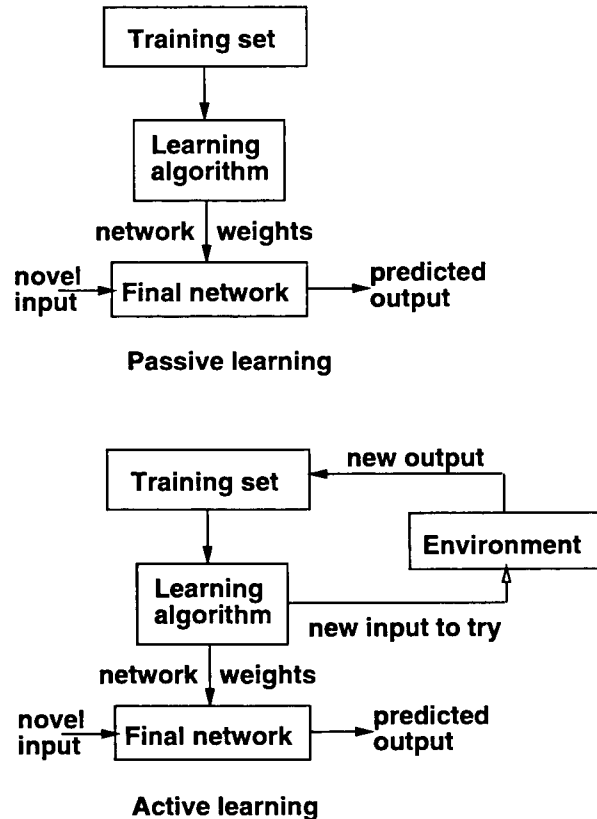 Training set
Learning
algorithm
network weights
novel
input
Final network
predicted
output
Passive learning
new output
Training set
Environment
Learning
algorithm
new input to try
network weights
novel
input
Final network
predicted
output
Active learning